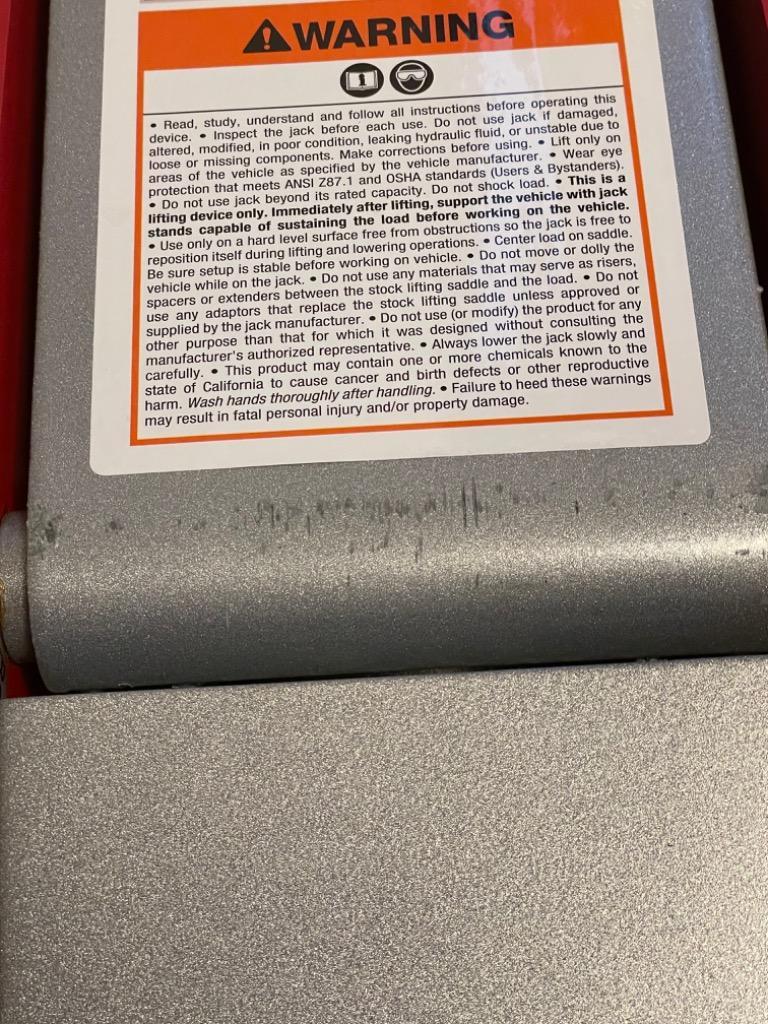 WARNING
• Read, study, understand and follow all instructions before operating this
device. • Inspect the jack before each use. Do not use jack if damaged,
altered, modified, in poor condition, leaking hydraulic fluid, or unstable due to
loose or missing components. Make corrections before using. • Lift only on
areas of the vehicle as specified by the vehicle manufacturer. • Wear eye
protection that meets ANSI Z87.1 and OSHA standards (Users & Bystanders).
• Do not use jack beyond its rated capacity. Do not shock load. • This is a
lifting device only. Immediately after lifting, support the vehicle with jack
stands capable of sustaining the load before working on the vehicle.
• Use only on a hard level surface free from obstructions so the jack is free to
reposition itself during lifting and lowering operations. • Center load on saddle.
Be sure setup is stable before working on vehicle. • Do not move or dolly the
vehicle while on the jack. • Do not use any materials that may serve as risers,
spacers or extenders between the stock lifting saddle and the load. • Do not
use any adaptors that replace the stock lifting saddle unless approved or
supplied by the jack manufacturer. • Do not use (or modify) the product for any
other purpose than that for which it was designed without consulting the
manufacturer's authorized representative. • Always lower the jack slowly and
carefully. • This product may contain one or more chemicals known to the
state of California to cause cancer and birth defects or other reproductive
harm. Wash hands thoroughly after handling. • Failure to heed these warnings
may result in fatal personal injury and/or property damage.